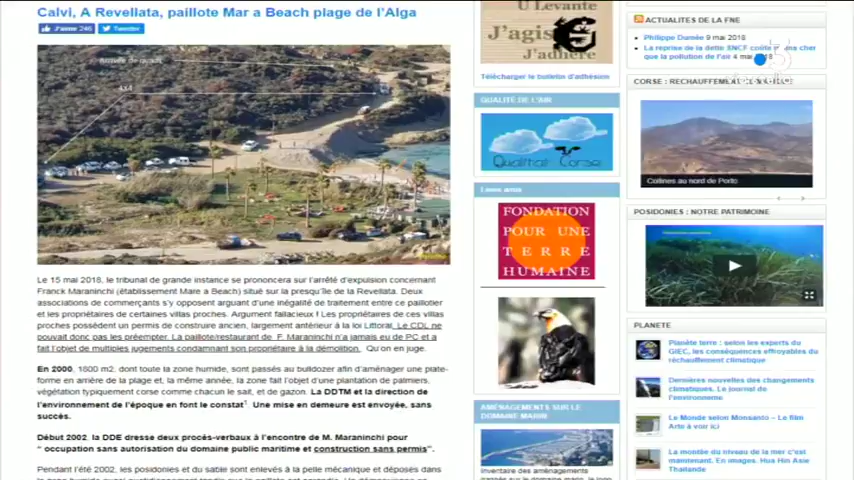 Calvi, A Revellata, paillote Mar a Beach plage de l'Alga
J'aime 246 Tweeter
Arrivée de quads
4x4
Le 15 mai 2018, le tribunal de grande instance se prononcera sur l'arrêté d'expulsion concernant
Franck Maraninchi (établissement Mare a Beach) situé sur la presqu'île de la Revellata. Deux
associations de commerçants s'y opposent arguant d'une inégalité de traitement entre ce paillotier
et les propriétaires de certaines villas proches. Argument fallacieux ! Les propriétaires de ces villas
proches possèdent un permis de construire ancien, largement antérieur à la loi Littoral. Le CDL ne
pouvait donc pas les préempter. La paillote/restaurant de F. Maraninchi n'a jamais eu de PC et a
fait l'objet de multiples jugements condamnant son propriétaire à la démolition. Qu'on en juge.
En 2000, 1600 m2, dont toute la zone humide, sont passés au bulldozer afin d'aménager une plate-
forme en arrière de la plage et, la même année, la zone fait l'objet d'une plantation de palmiers,
végétation typiquement corse comme chacun le sait, et de gazon. La DDTM et la direction de
l'environnement de l'époque en font le constat¹. Une mise en demeure est envoyée, sans
succès.
Début 2002, la DDE dresse deux procès-verbaux à l'encontre de M. Maraninchi pour
" occupation sans autorisation du domaine public maritime et construction sans permis".
Pendant l'été 2002, les posidonies et du sable sont enlevés à la pelle mécanique et déposés dans
U Levante
J'agis
J'adhère
Télécharger le bulletin d'adhésion
QUALITÉ DE L'AIR
Qualitair Corse
Liens amis
FONDATION
POUR UNE
TERRE
HUMAINE
AMÉNAGEMENTS SUR LE
DOMAINE MARIN
Inventaire des aménagements
ACTUALITES DE LA FNE
Philippe Dumée 9 mai 2018
La reprise de la dette SNCF coûte moins cher
que la pollution de l'air 4 mai
CORSE : RECHAUFFEMENT
Collines au nord de Porto
POSIDONIES : NOTRE PATRIMOINE
PLANETE
Planète terre : selon les experts du
GIEC, les conséquences effroyables du
réchauffement climatique
Dernières nouvelles des changements
climatiques. Le Journal de
l'environnement
Le Monde selon Monsanto – Le film
Arte à voir ici
La montée du niveau de la mer c'est
maintenant. En images. Hua Hin Asie
Thaïlande